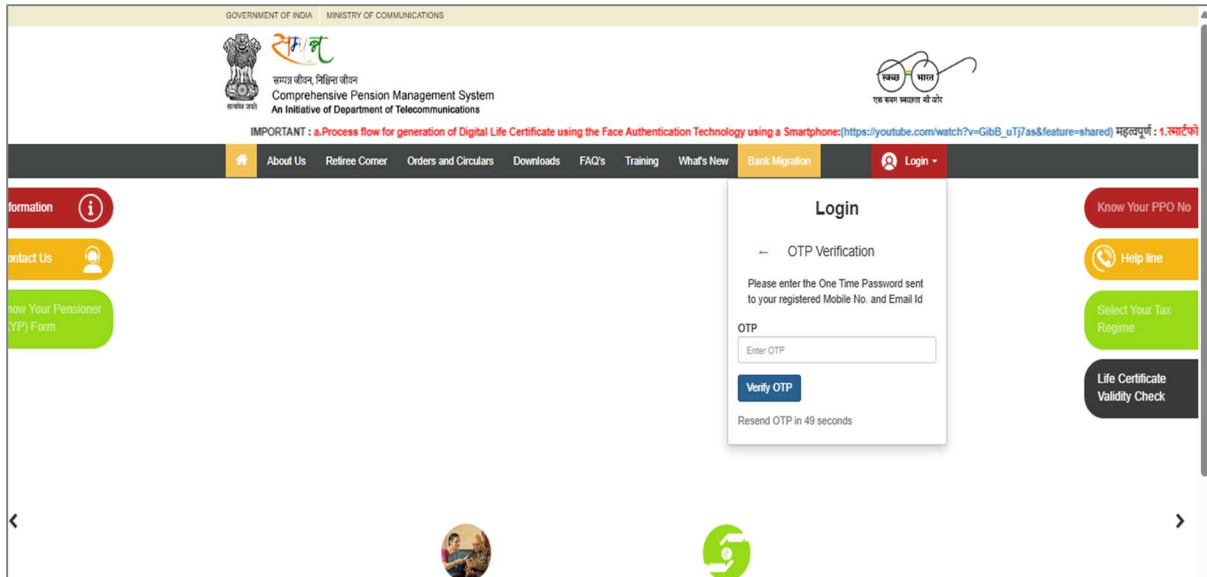 GOVERNMENT OF INDIA MINISTRY OF COMMUNICATIONS
सम्पन्न
सम्पन्न जीवन, निश्चिन्त जीवन
Comprehensive Pension Management System
An Initiative of Department of Telecommunications
सत्यमेव जयते
स्वच्छ भारत
एक कदम स्वच्छता की ओर
IMPORTANT : a.Process flow for generation of Digital Life Certificate using the Face Authentication Technology using a Smartphone:(https://youtube.com/watch?v=GibB_uTj7as&feature=shared) महत्वपूर्ण : 1.स्मार्टफो
About Us Retiree Corner Orders and Circulars Downloads FAQ's Training What's New Bank Migration Login
formation
ontact Us
now Your Pensioner
YP) Form
Login
← OTP Verification
Please enter the One Time Password sent
to your registered Mobile No. and Email Id
OTP
Enter OTP
Verify OTP
Resend OTP in 49 seconds
Know Your PPO No
Help line
Select Your Tax
Regime
Life Certificate
Validity Check